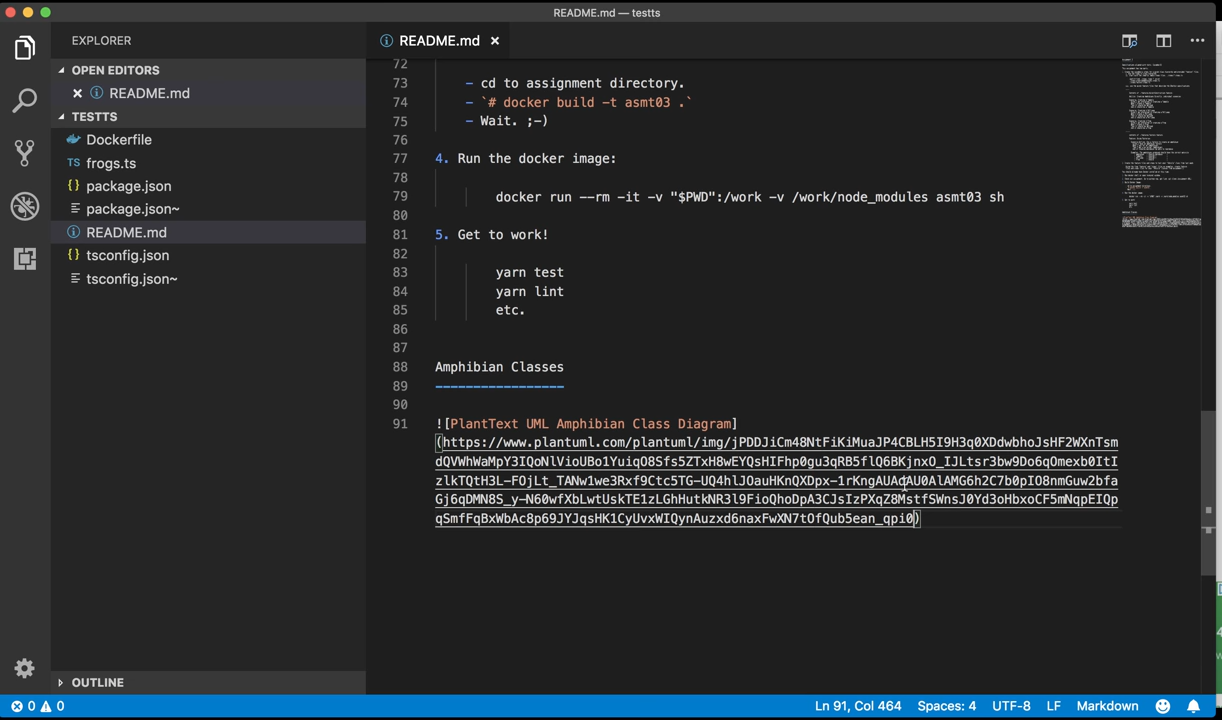 README.md — testts
EXPLORER
README.md ×
OPEN EDITORS
× README.md
TESTTS
Dockerfile
TS frogs.ts
{} package.json
package.json~
README.md
{} tsconfig.json
tsconfig.json~
OUTLINE
72
73 - cd to assignment directory.
74 - `# docker build -t asmt03 .`
75 - Wait. ;-)
76
77 4. Run the docker image:
78
79 docker run --rm -it -v "$PWD":/work -v /work/node_modules asmt03 sh
80
81 5. Get to work!
82
83 yarn test
84 yarn lint
85 etc.
86
87
88 Amphibian Classes
89 -----------------
90
91 ![PlantText UML Amphibian Class Diagram]
(https://www.plantuml.com/plantuml/img/jPDDJiCm48NtFiKiMuaJP4CBLH5I9H3q0XDdwbhoJsHF2WXnTsm
dQVWhWaMpY3IQoNlVioUBo1YuiqO8Sfs5ZTxH8wEYQsHIFhp0gu3qRB5flQ6BKjnxO_IJLtsr3bw9Do6qOmexb0ItI
zlkTQtH3L-FOjLt_TANw1we3Rxf9Ctc5TG-UQ4hlJOauHKnQXDpx-1rKngAUAdAU0AlAMG6h2C7b0pIO8nmGuw2bfa
Gj6qDMN8S_y-N60wfXbLwtUskTE1zLGhHutkNR3l9FioQhoDpA3CJsIzPXqZ8MstfSWnsJ0Yd3oHbxoCF5mNqpEIQp
qSmfFqBxWbAc8p69JYJqsHK1CyUvxWIQynAuzxd6naxFwXN7tOfQub5ean_qpi0)
0 0
Ln 91, Col 464 Spaces: 4 UTF-8 LF Markdown